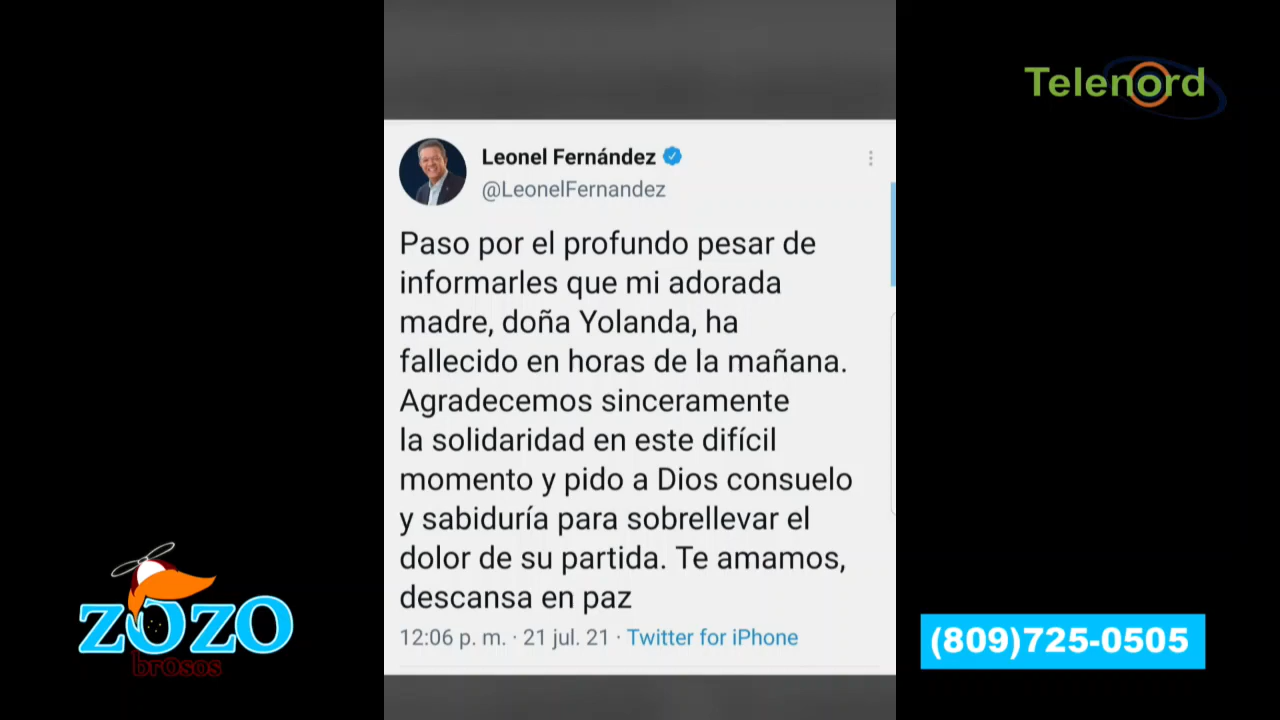 Telenord
Leonel Fernández
@LeonelFernandez
Paso por el profundo pesar de
informarles que mi adorada
madre, doña Yolanda, ha
fallecido en horas de la mañana.
Agradecemos sinceramente
la solidaridad en este difícil
momento y pido a Dios consuelo
y sabiduría para sobrellevar el
dolor de su partida. Te amamos,
descansa en paz
12:06 p. m. · 21 jul. 21 · Twitter for iPhone
zozo
brOsos
(809)725-0505